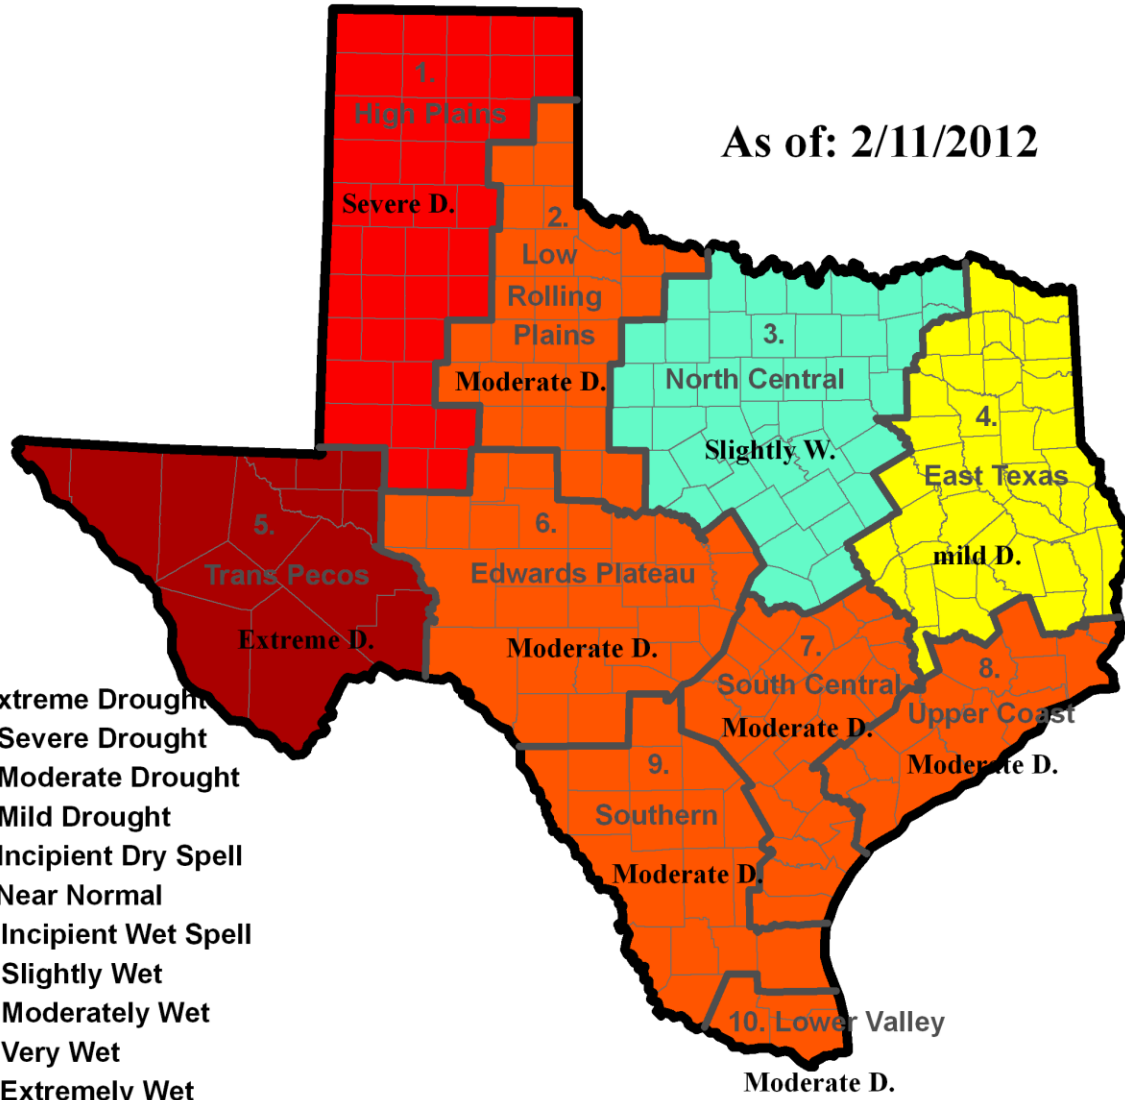 1.
High Plains
As of: 2/11/2012
Severe D.
2.
Low
Rolling
Plains
Moderate D.
3.
North Central
Slightly W.
4.
East Texas
mild D.
5.
Trans Pecos
Extreme D.
6.
Edwards Plateau
Moderate D.
7.
South Central
Moderate D.
8.
Upper Coast
Moderate D.
9.
Southern
Moderate D.
10. Lower Valley
Moderate D.
xtreme Drought
Severe Drought
Moderate Drought
Mild Drought
Incipient Dry Spell
Near Normal
Incipient Wet Spell
Slightly Wet
Moderately Wet
Very Wet
Extremely Wet